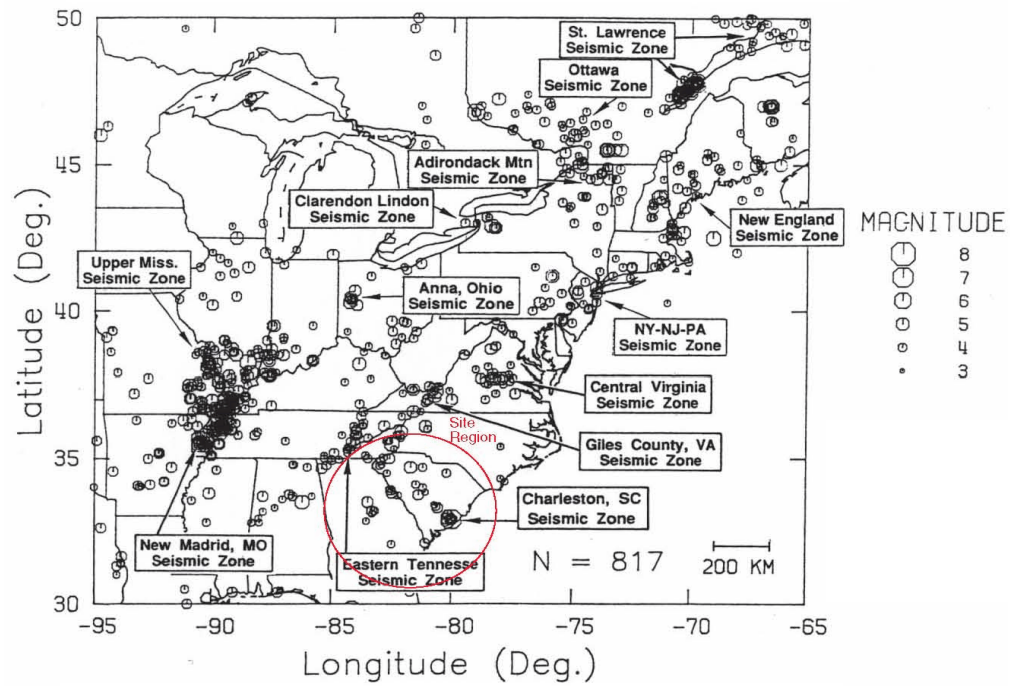 50
St. Lawrence
Seismic Zone
Ottawa
Seismic Zone
45
Adirondack Mtn
Seismic Zone
Clarendon Lindon
Seismic Zone
New England
Seismic Zone
MAGNITUDE
8
7
6
5
4
3
Upper Miss.
Seismic Zone
Anna, Ohio
Seismic Zone
40
NY-NJ-PA
Seismic Zone
Central Virginia
Seismic Zone
Site
Region
Giles County, VA
Seismic Zone
35
Charleston, SC
Seismic Zone
New Madrid, MO
Seismic Zone
Eastern Tennesse
Seismic Zone
N = 817
200 KM
30
-95
-90
-85
-80
-75
-70
-65
Latitude (Deg.)
Longitude (Deg.)